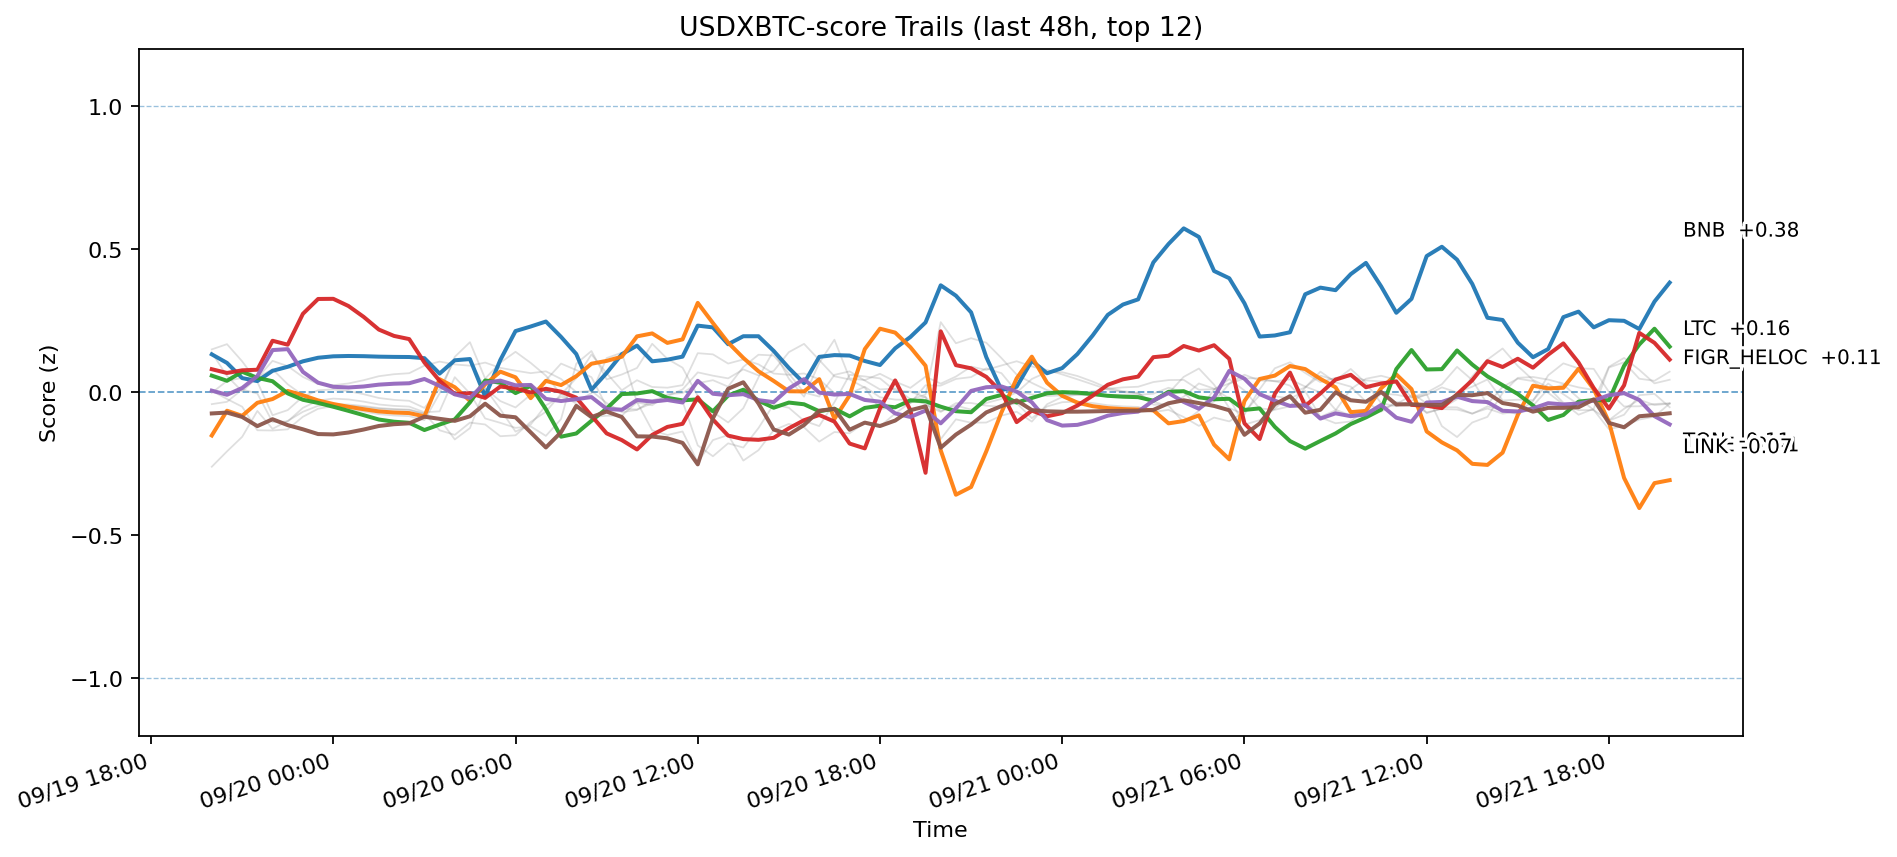 USDXBTC-score Trails (last 48h, top 12)
Score (z)
1.0
0.5
0.0
−0.5
−1.0
BNB +0.38
LTC +0.16
FIGR_HELOC +0.11
LINK -0.07
09/19 18:00
09/20 00:00
09/20 06:00
09/20 12:00
09/20 18:00
09/21 00:00
09/21 06:00
09/21 12:00
09/21 18:00
Time